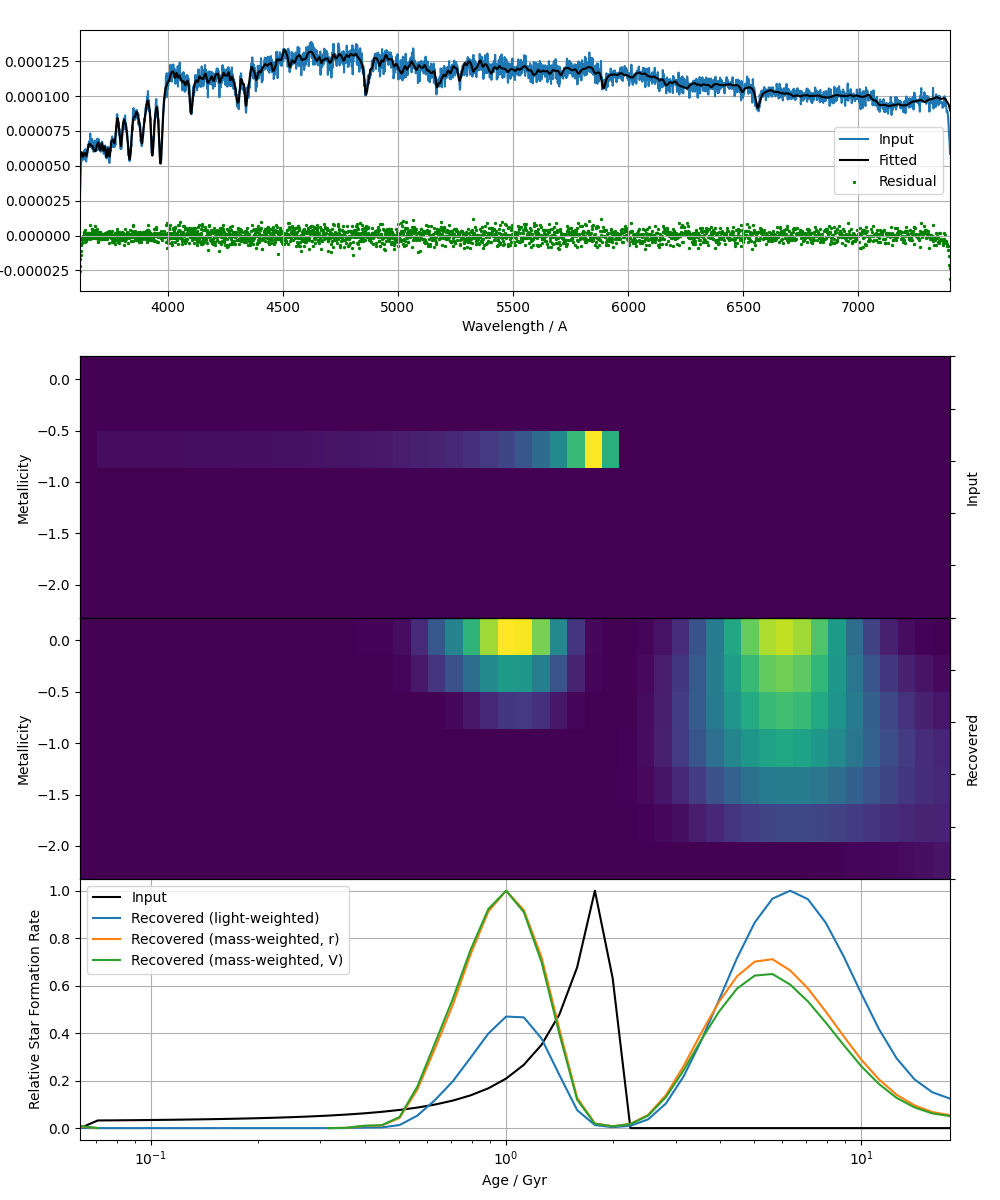 0.000125
0.000100
0.000075
0.000050
0.000025
0.000000
−0.000025
Input
Fitted
Residual
4000 4500 5000 5500 6000 6500 7000
Wavelength / A
0.0
−0.5
−1.0
−1.5
−2.0
Metallicity
Input
0.0
−0.5
−1.0
−1.5
−2.0
Metallicity
Recovered
1.0
0.8
0.6
0.4
0.2
0.0
Relative Star Formation Rate
Input
Recovered (light-weighted)
Recovered (mass-weighted, r)
Recovered (mass-weighted, V)
10⁻¹ 10⁰ 10¹
Age / Gyr